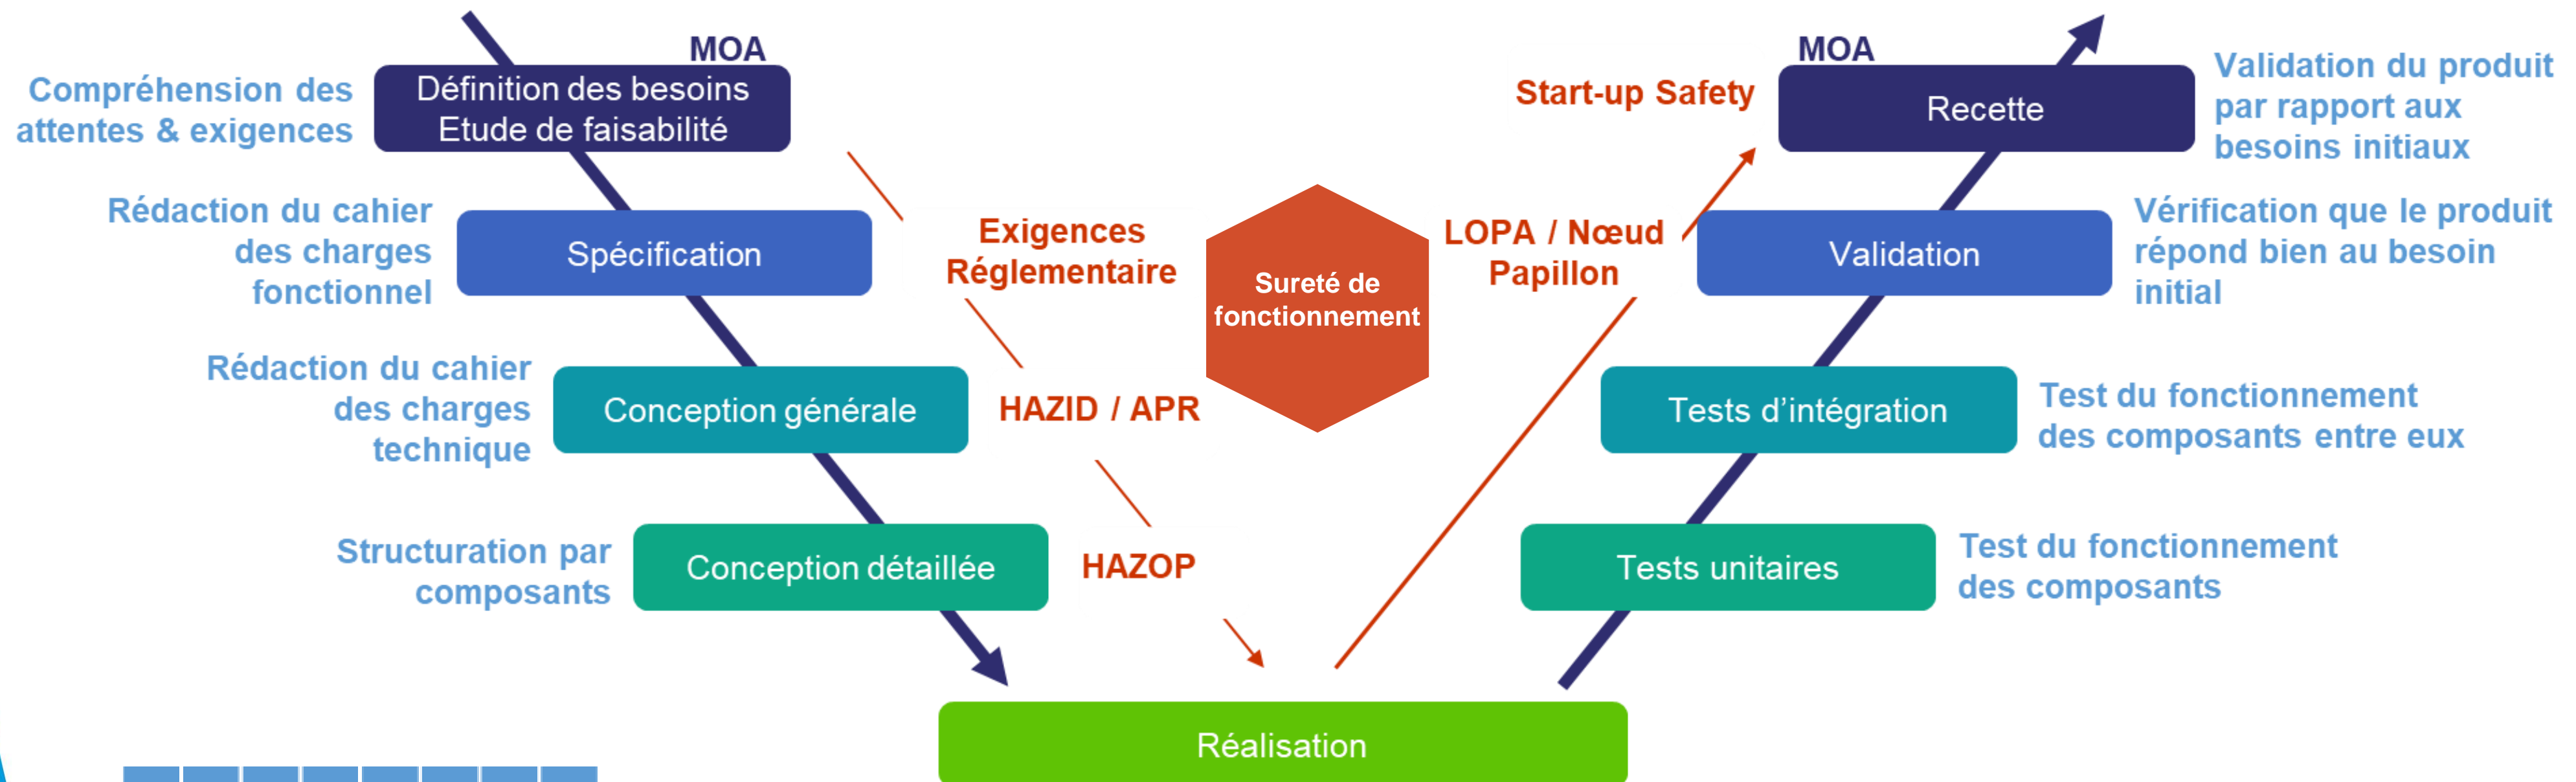 MOA
Compréhension des
attentes & exigences
Définition des besoins
Etude de faisabilité
Rédaction du cahier
des charges
fonctionnel
Spécification
Exigences
Réglementaire
Rédaction du cahier
des charges
technique
Conception générale
HAZID / APR
Structuration par
composants
Conception détaillée
HAZOP
Sureté de
fonctionnement
Réalisation
Start-up Safety
MOA
Recette
Validation du produit
par rapport aux
besoins initiaux
LOPA / Nœud
Papillon
Validation
Vérification que le produit
répond bien au besoin
initial
Tests d'intégration
Test du fonctionnement
des composants entre eux
Tests unitaires
Test du fonctionnement
des composants